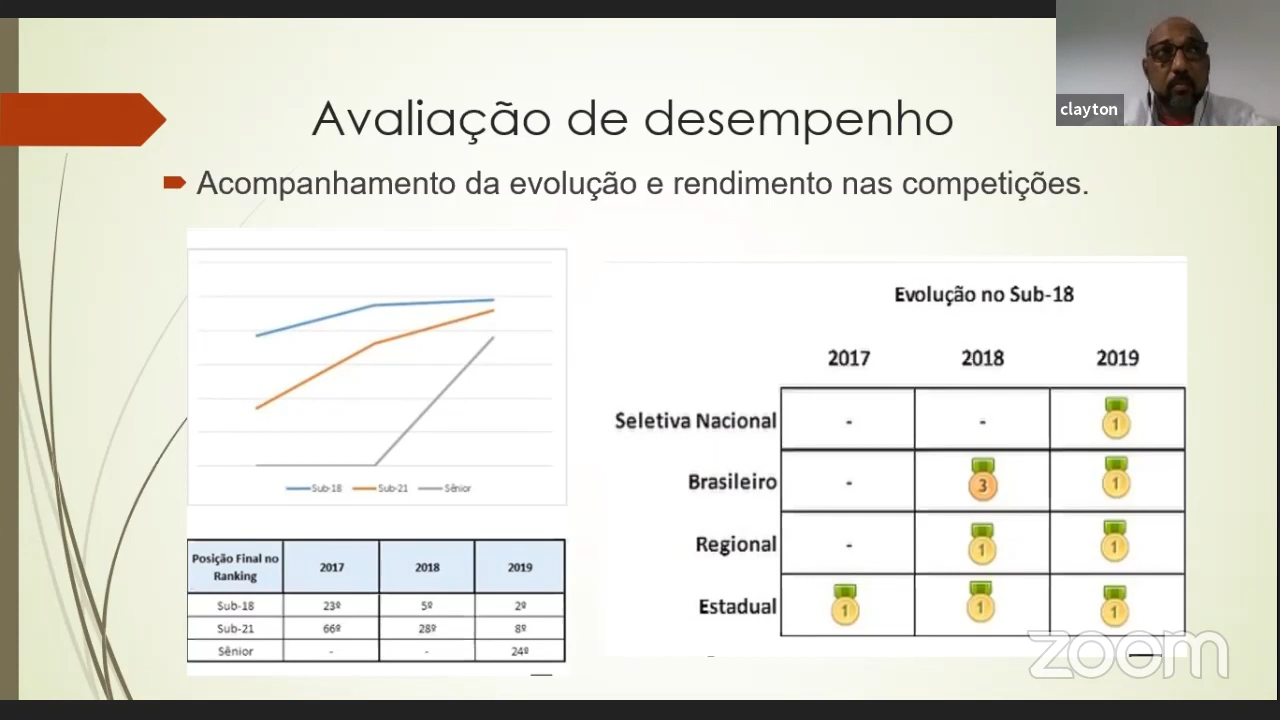 clayton
Avaliação de desempenho
Acompanhamento da evolução e rendimento nas competições.
Sub-18 Sub-21 Sênior
Posição Final no Ranking 2017 2018 2019
Sub-18 23º 5º 2º
Sub-21 66º 28º 8º
Sênior - - 24º
Evolução no Sub-18
2017 2018 2019
Seletiva Nacional - - 1
Brasileiro - 3 1
Regional - 1 1
Estadual 1 1 1
zoom